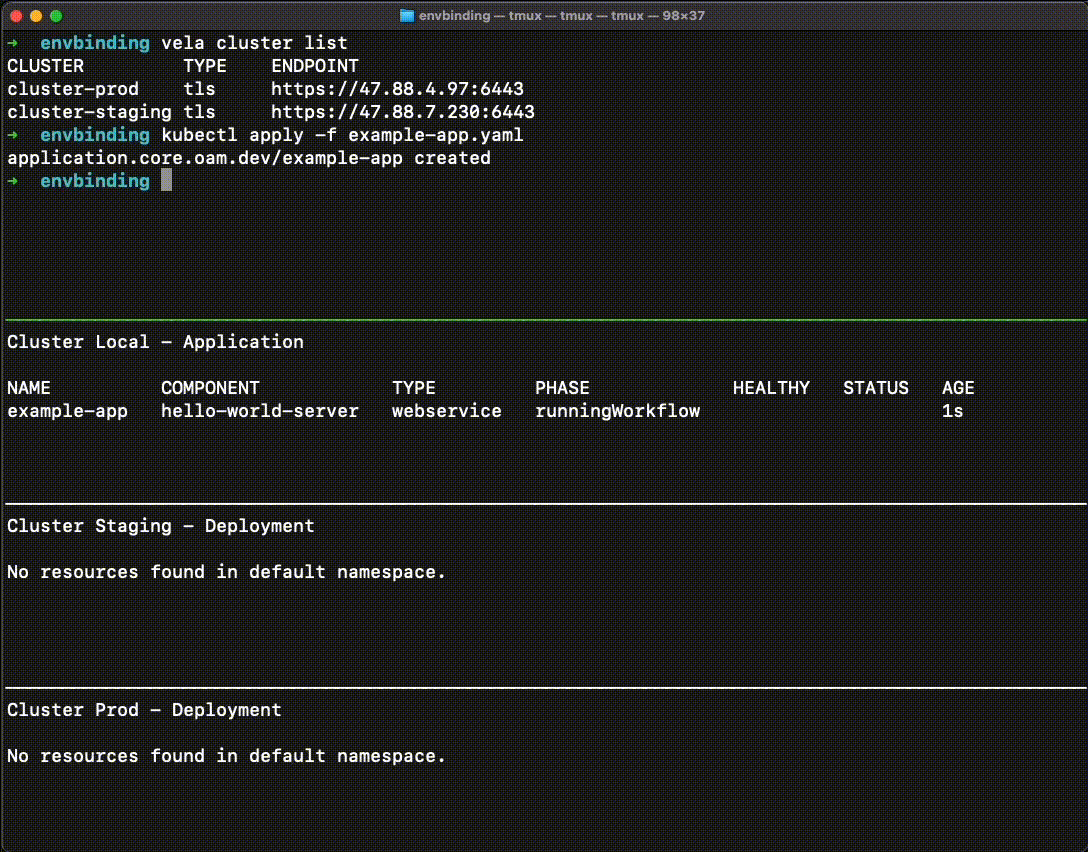 envbinding — tmux — tmux — tmux — 98×37
→ envbinding vela cluster list
CLUSTER TYPE ENDPOINT
cluster-prod tls https://47.88.4.97:6443
cluster-staging tls https://47.88.7.230:6443
→ envbinding kubectl apply -f example-app.yaml
application.core.oam.dev/example-app created
→ envbinding
Cluster Local - Application
NAME COMPONENT TYPE PHASE HEALTHY STATUS AGE
example-app hello-world-server webservice runningWorkflow 1s
Cluster Staging - Deployment
No resources found in default namespace.
Cluster Prod - Deployment
No resources found in default namespace.